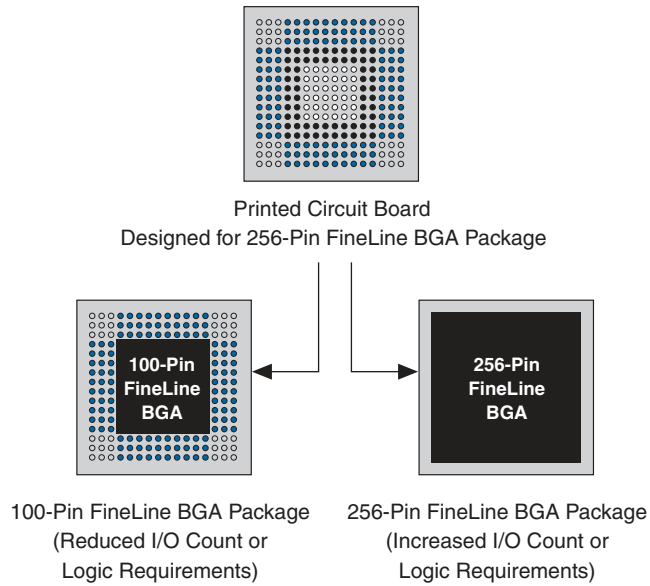 Printed Circuit Board
Designed for 256-Pin FineLine BGA Package
100-Pin
FineLine
BGA
256-Pin
FineLine
BGA
100-Pin FineLine BGA Package
(Reduced I/O Count or
Logic Requirements)
256-Pin FineLine BGA Package
(Increased I/O Count or
Logic Requirements)